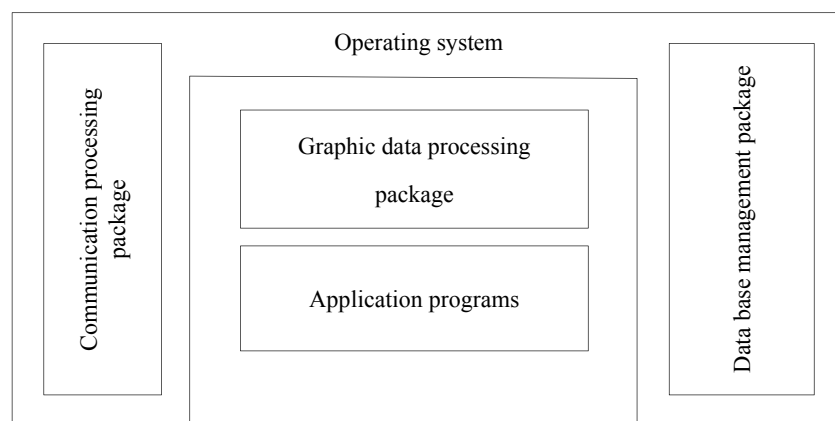 Operating system
Communication processing
package
Graphic data processing
package
Application programs
Data base management package